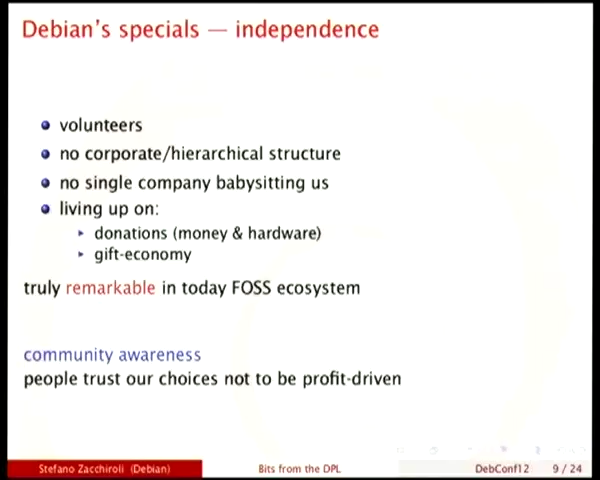 Debian's specials — independence
volunteers
no corporate/hierarchical structure
no single company babysitting us
living up on:
donations (money & hardware)
gift-economy
truly remarkable in today FOSS ecosystem
community awareness
people trust our choices not to be profit-driven
Stefano Zacchiroli (Debian) Bits from the DPL DebConf12 9 / 24